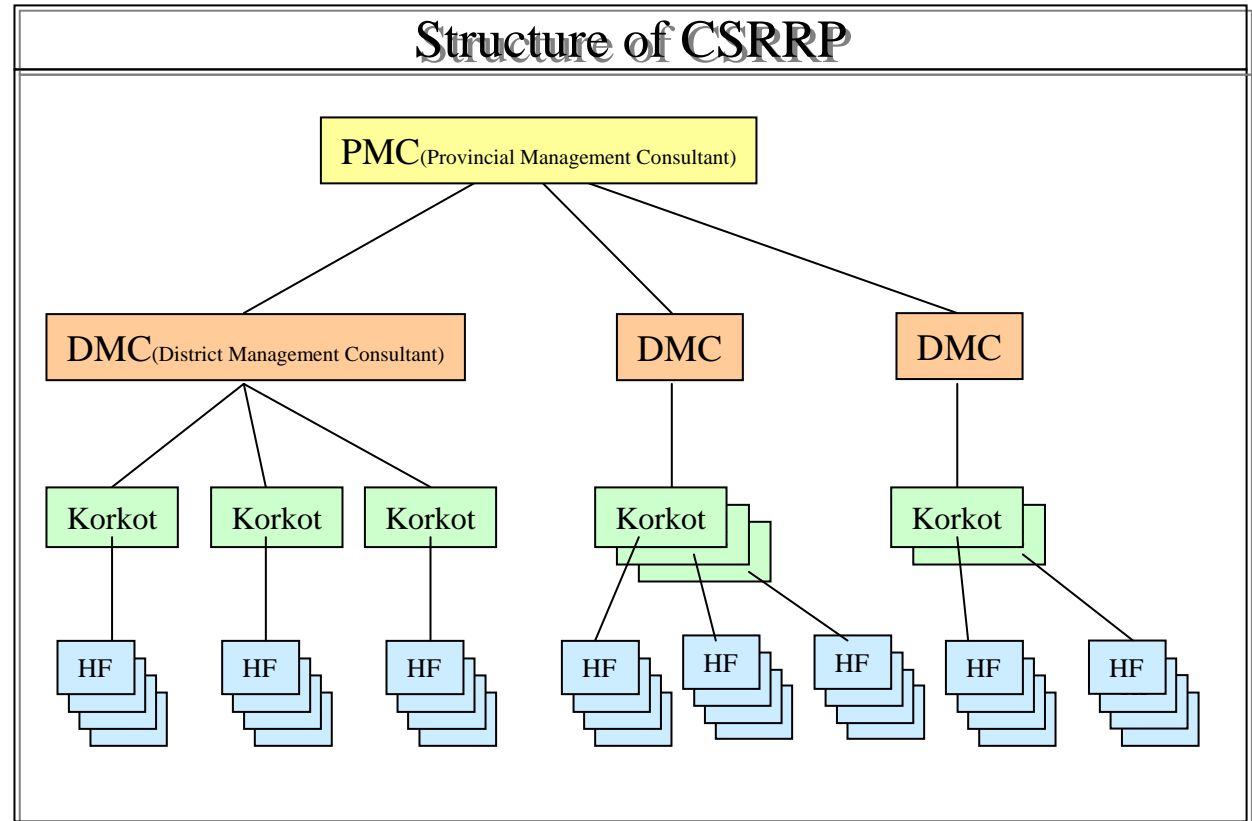 Structure of CSRRP
PMC(Provincial Management Consultant)
DMC(District Management Consultant)
DMC
DMC
Korkot
Korkot
Korkot
Korkot
Korkot
HF
HF
HF
HF
HF
HF
HF
HF